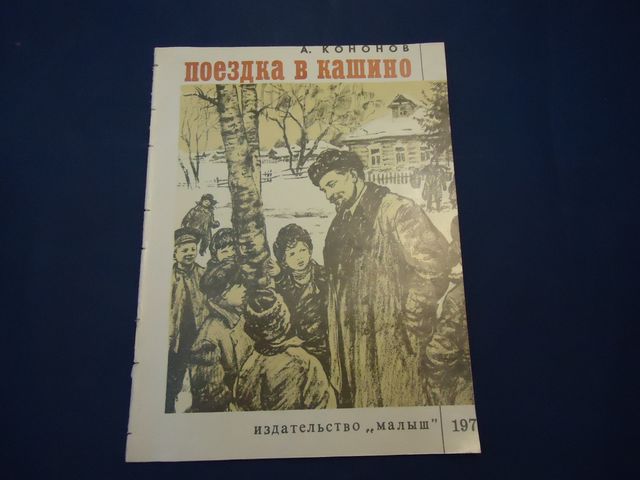 А. КОНОНОВ
ПОЕЗДКА В КАШИНО
ИЗДАТЕЛЬСТВО „МАЛЫШ" 197